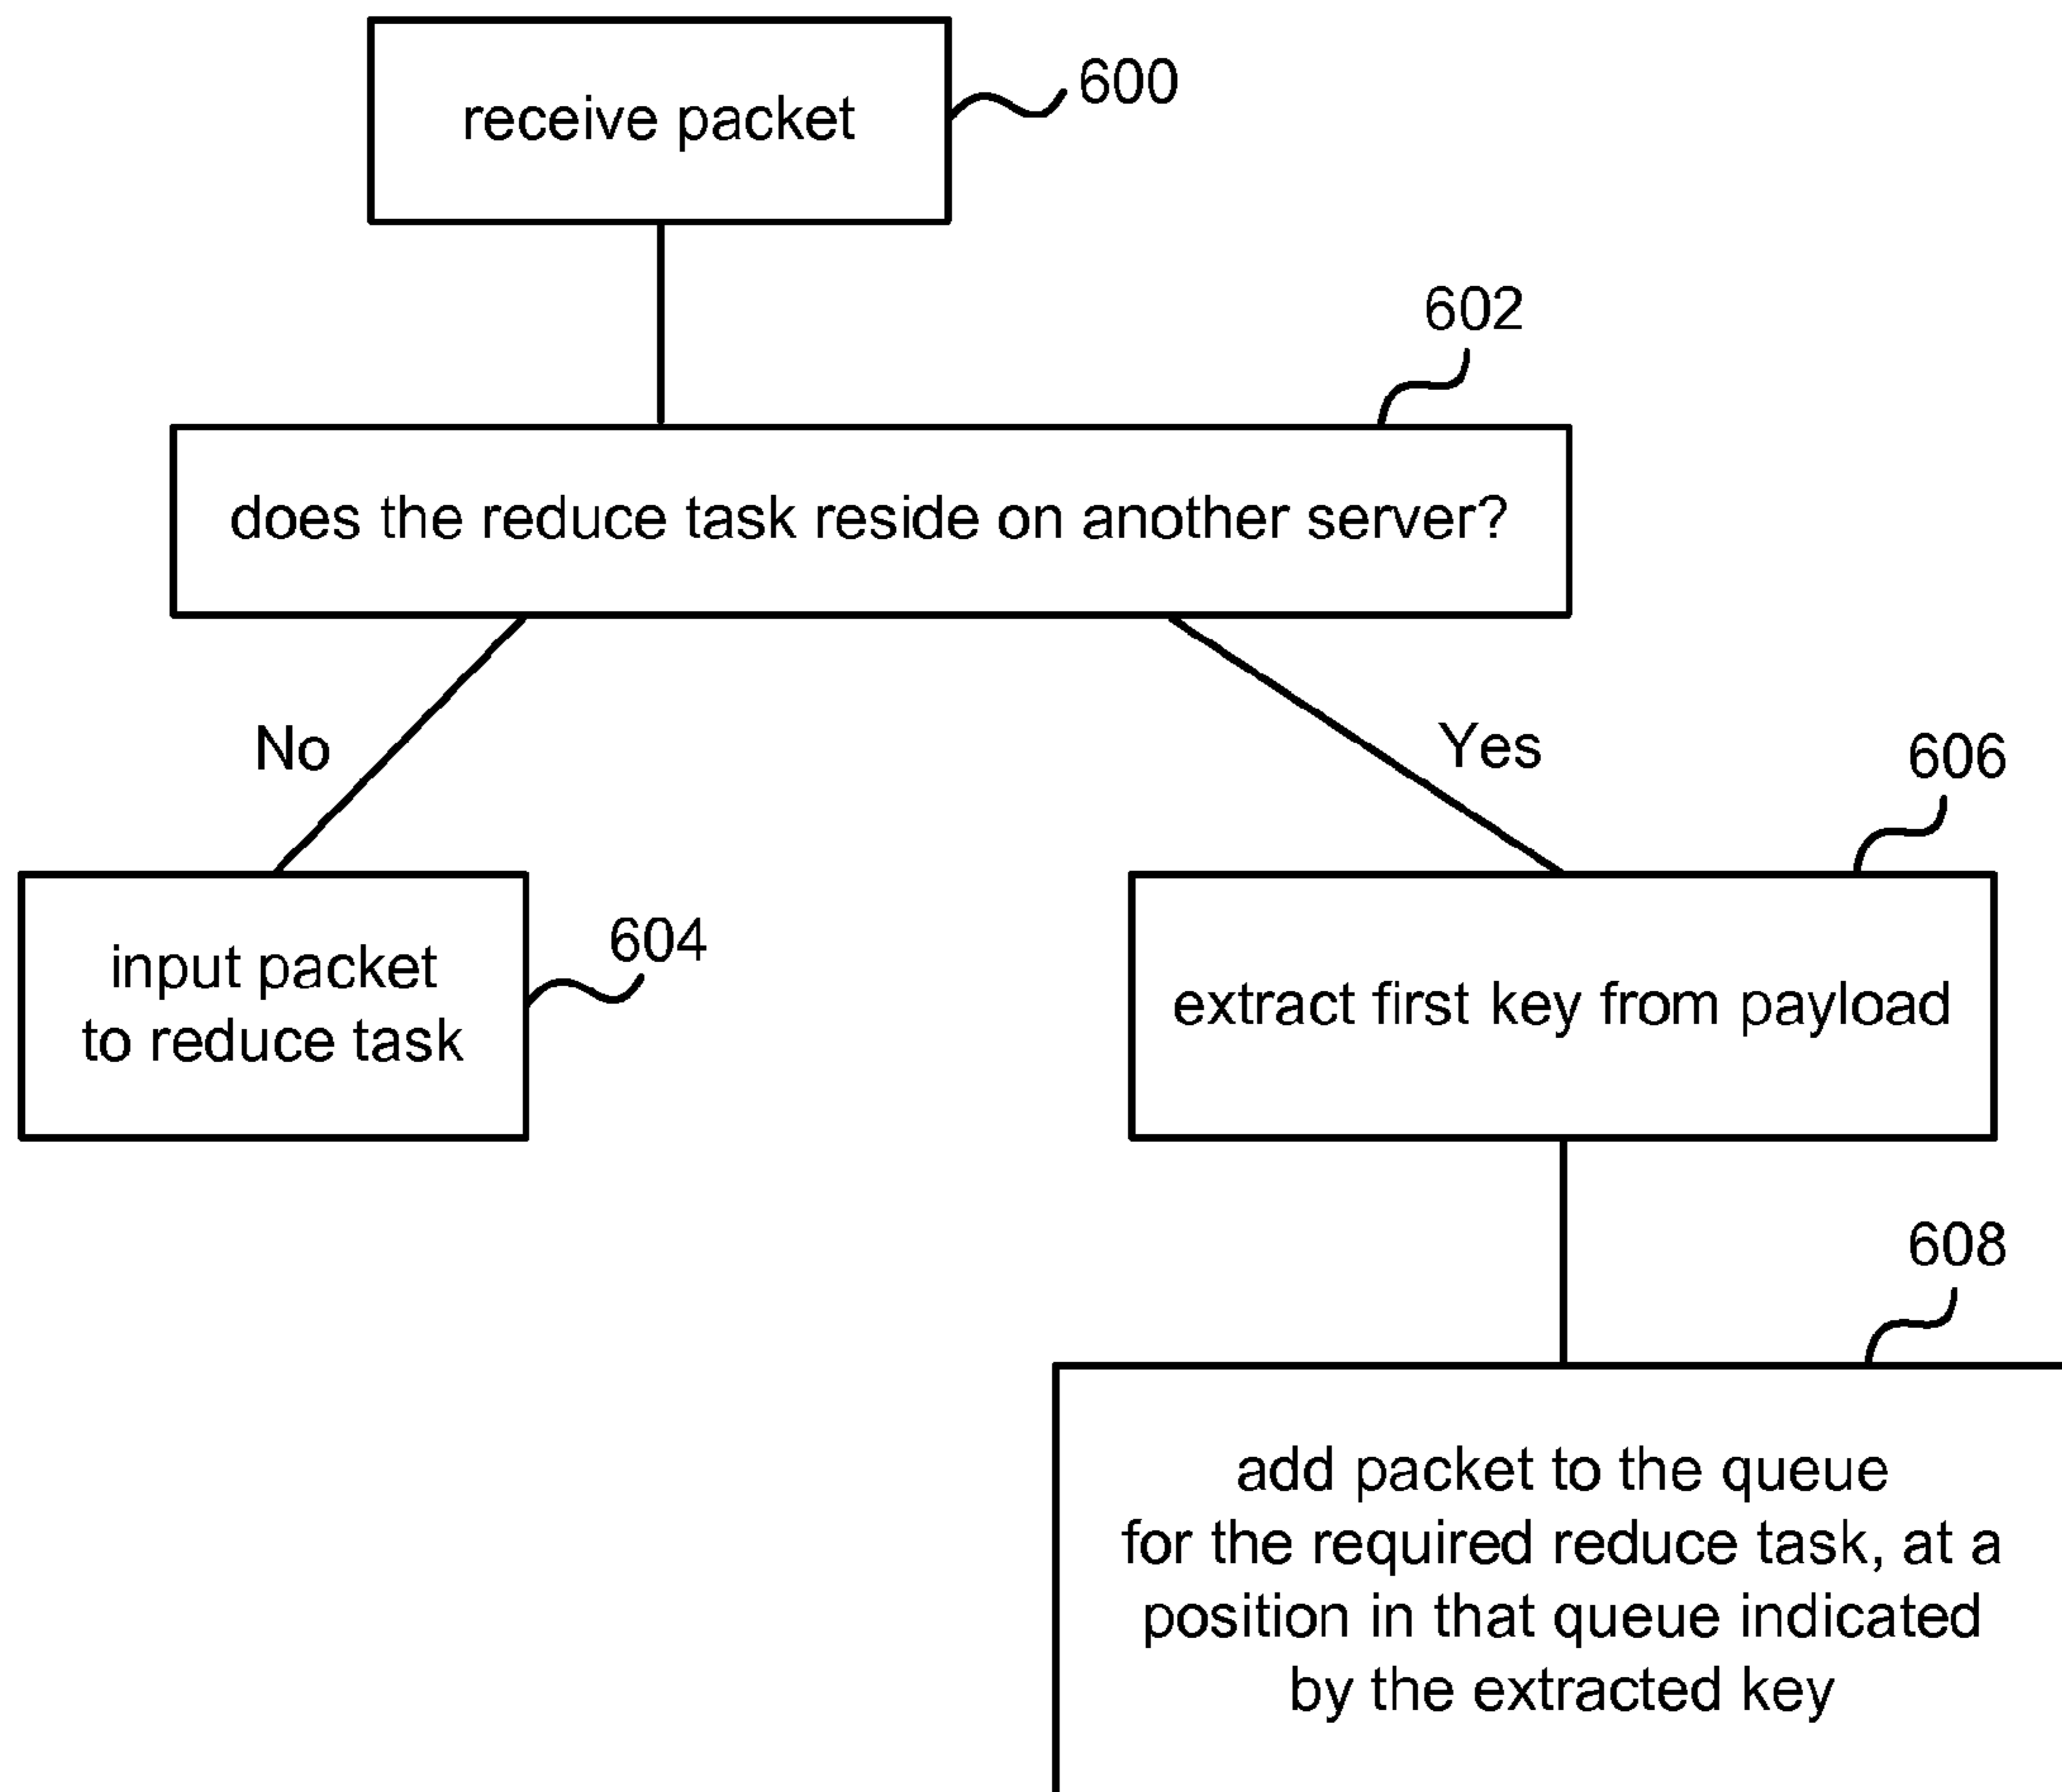 receive packet
600
602
does the reduce task reside on another server?
No
Yes
606
input packet
to reduce task
604
extract first key from payload
608
add packet to the queue
for the required reduce task, at a
position in that queue indicated
by the extracted key